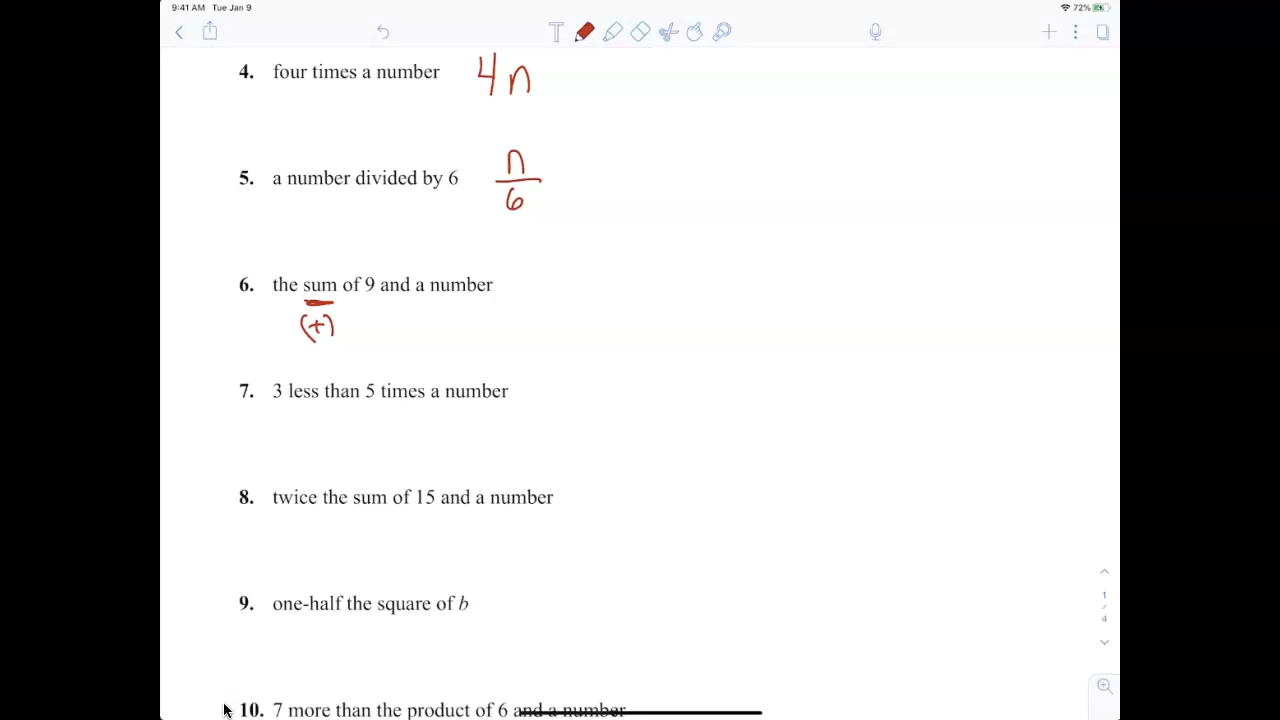 9:41 AM Tue Jan 9
72%
4. four times a number 4n
5. a number divided by 6 n/6
6. the sum of 9 and a number
(+)
7. 3 less than 5 times a number
8. twice the sum of 15 and a number
9. one-half the square of b
1
/
4
10. 7 more than the product of 6 and a number